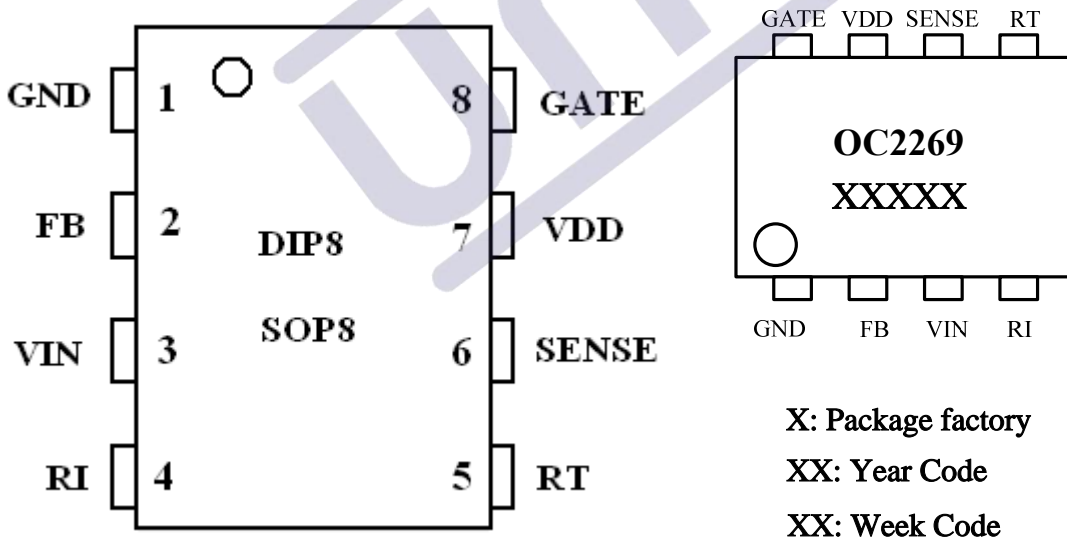 GND 1 8 GATE
FB 2 7 VDD
DIP8
VIN 3 6 SENSE
SOP8
RI 4 5 RT
GATE VDD SENSE RT
OC2269
XXXXX
GND FB VIN RI
X: Package factory
XX: Year Code
XX: Week Code